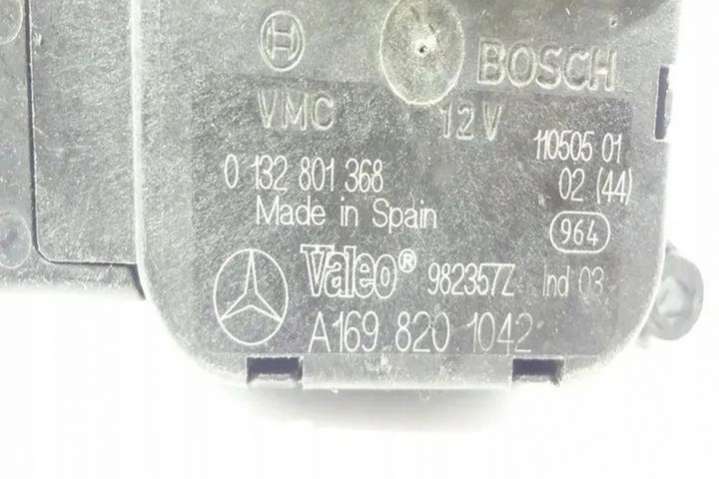 H BOSCH
VMC 12V
110505 01
0 132 801 368 02 (44)
Made in Spain
964
Valeo® 982357Z Ind 03
A169 820 1042